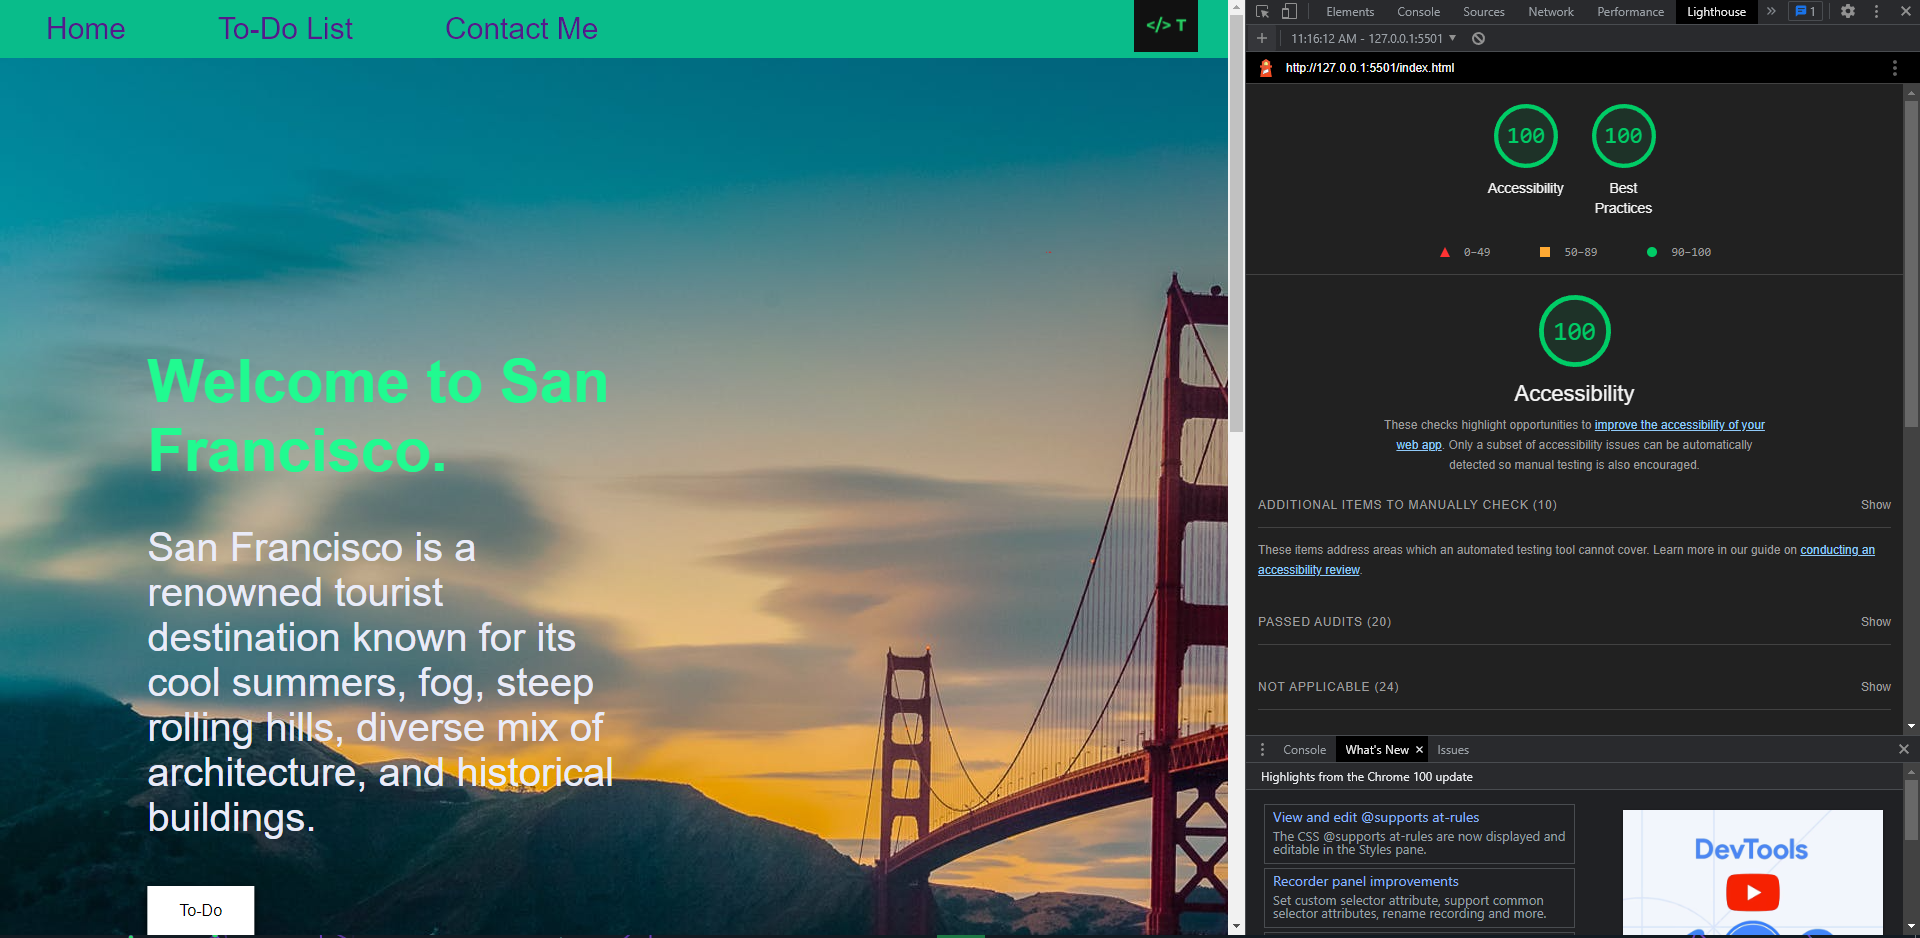 Home To-Do List Contact Me </> T
Welcome to San
Francisco.
San Francisco is a
renowned tourist
destination known for its
cool summers, fog, steep
rolling hills, diverse mix of
architecture, and historical
buildings.
To-Do
Elements Console Sources Network Performance Lighthouse » 1
11:16:12 AM - 127.0.0.1:5501
http://127.0.0.1:5501/index.html
100 100
Accessibility Best
Practices
0–49 50–89 90–100
100
Accessibility
These checks highlight opportunities to improve the accessibility of your
web app. Only a subset of accessibility issues can be automatically
detected so manual testing is also encouraged.
ADDITIONAL ITEMS TO MANUALLY CHECK (10) Show
These items address areas which an automated testing tool cannot cover. Learn more in our guide on conducting an
accessibility review.
PASSED AUDITS (20) Show
NOT APPLICABLE (24) Show
Console What's New × Issues
Highlights from the Chrome 100 update
View and edit @supports at-rules
The CSS @supports at-rules are now displayed and
editable in the Styles pane.
Recorder panel improvements
Set custom selector attribute, support common
selector attributes, rename recording and more.
DevTools